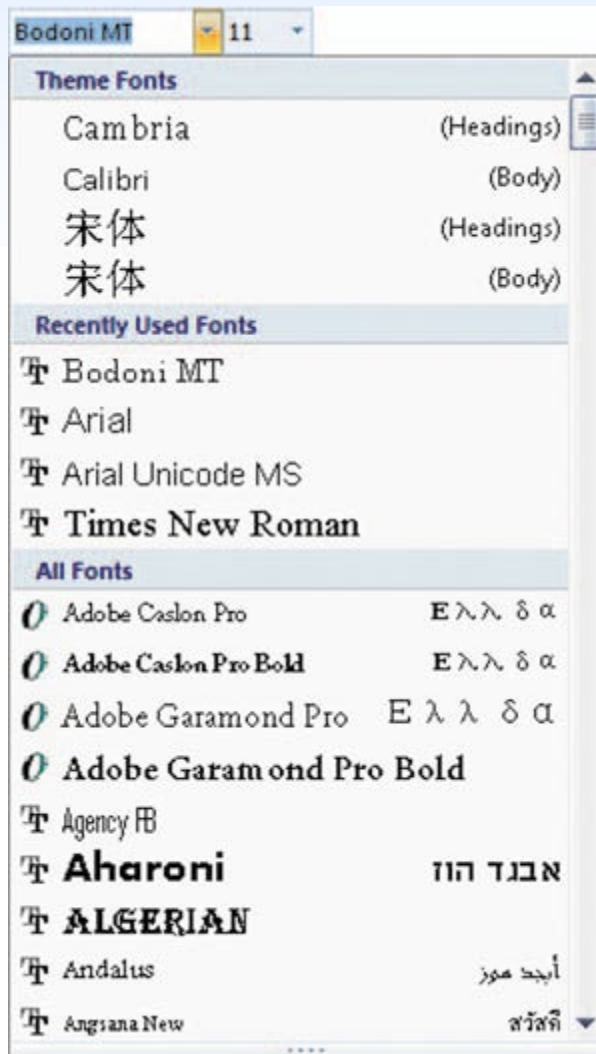 Bodoni MT 11
Theme Fonts
Cambria (Headings)
Calibri (Body)
宋体 (Headings)
宋体 (Body)
Recently Used Fonts
Bodoni MT
Arial
Arial Unicode MS
Times New Roman
All Fonts
Adobe Caslon Pro Ελλ δ α
Adobe Caslon Pro Bold Ελλ δ α
Adobe Garamond Pro Ελλ δ α
Adobe Garamond Pro Bold
Agency FB
Aharoni אבגד הוז
ALGERIAN
Andalus أبجد هوز
Angsana New สวัสดี